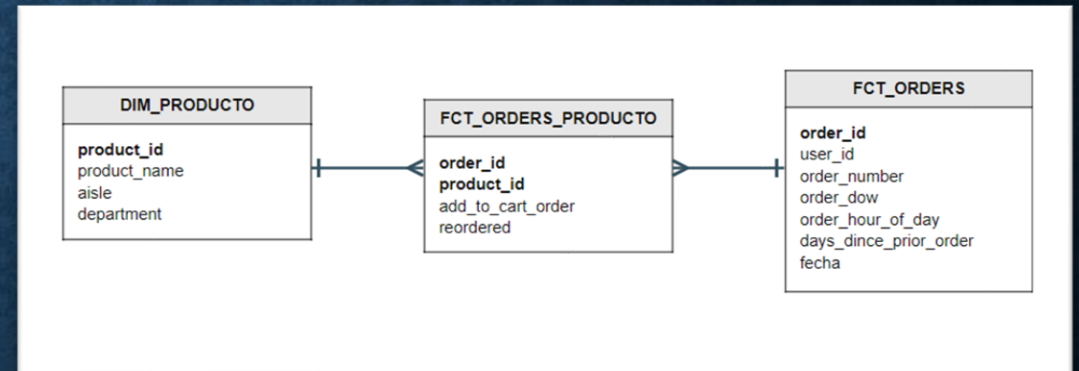 DIM_PRODUCTO
product_id
product_name
aisle
department
FCT_ORDERS_PRODUCTO
order_id
product_id
add_to_cart_order
reordered
FCT_ORDERS
order_id
user_id
order_number
order_dow
order_hour_of_day
days_dince_prior_order
fecha